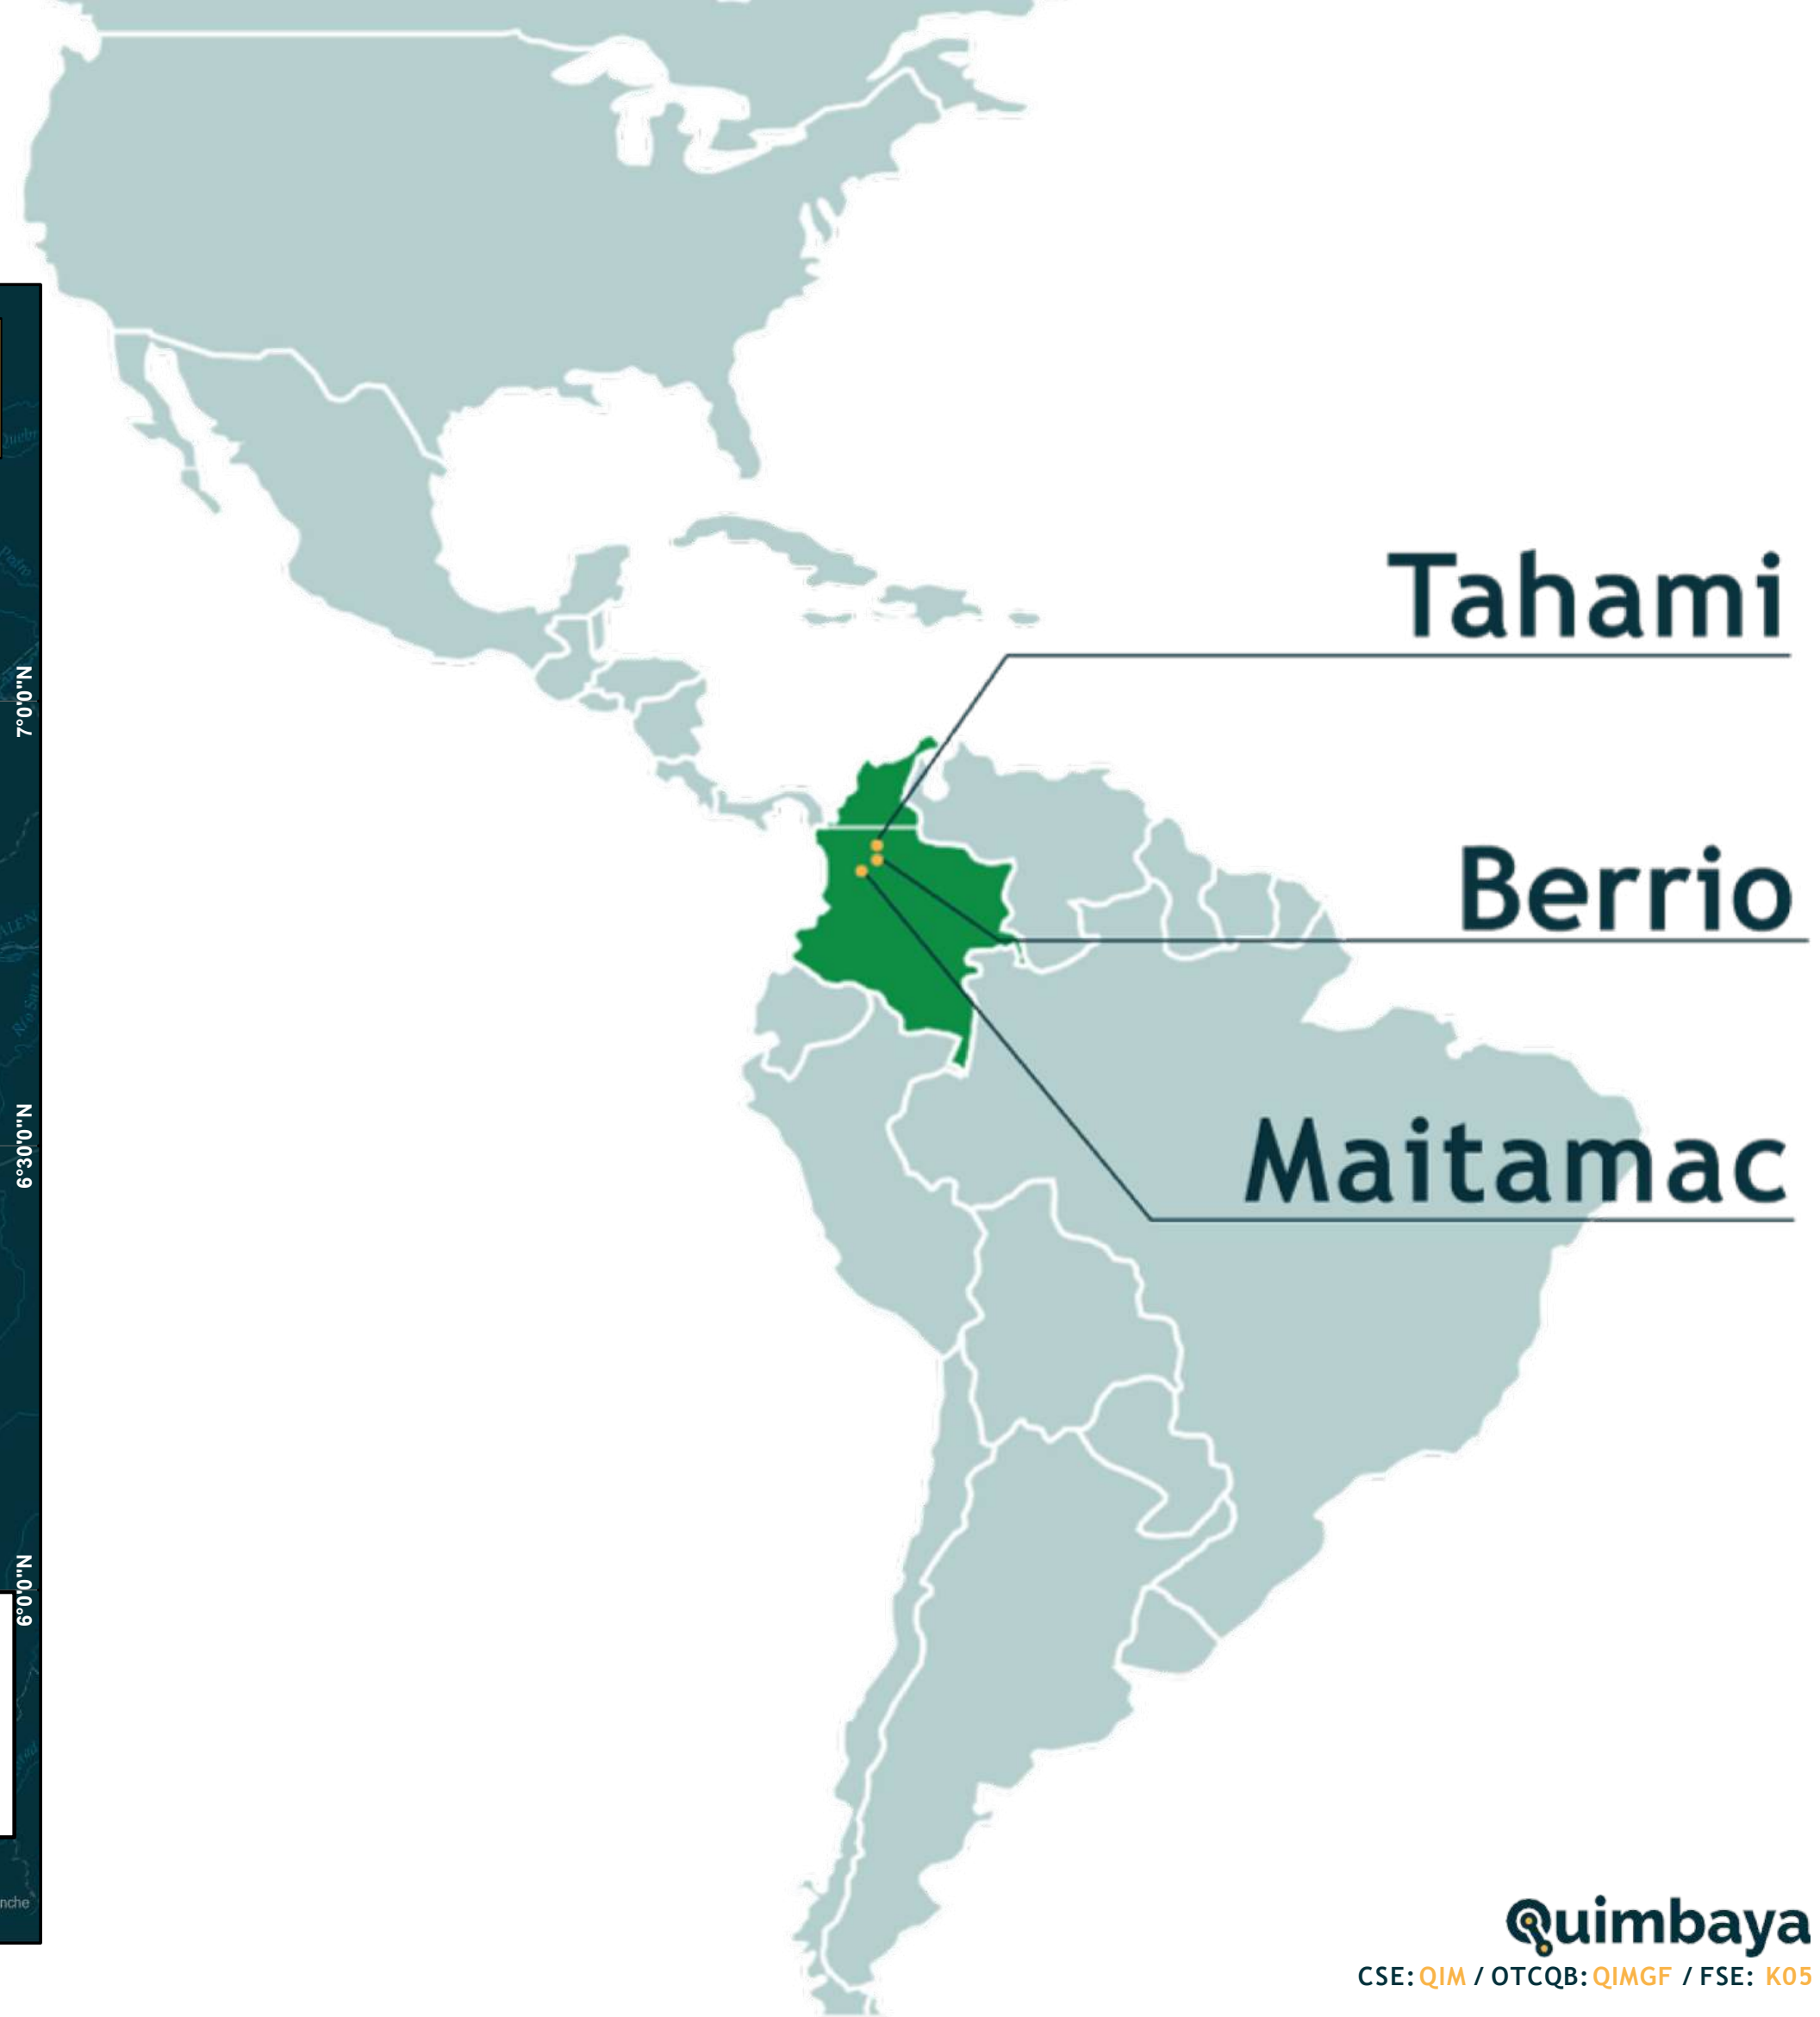 Tahami
Berrio
Maitamac
7°0'0"N
6°30'0"N
6°0'0"N
Quimbaya
CSE: QIM / OTCQB: QIMGF / FSE: K05